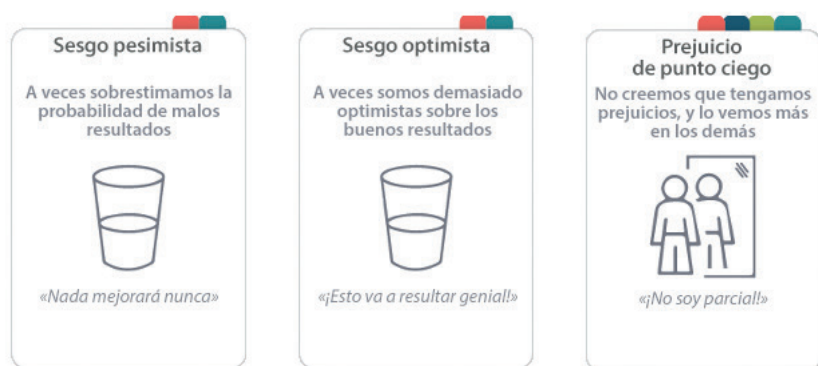 Sesgo pesimista
A veces sobrestimamos la
probabilidad de malos
resultados
«Nada mejorará nunca»
Sesgo optimista
A veces somos demasiado
optimistas sobre los
buenos resultados
«¡Esto va a resultar genial!»
Prejuicio
de punto ciego
No creemos que tengamos
prejuicios, y lo vemos más
en los demás
«¡No soy parcial!»